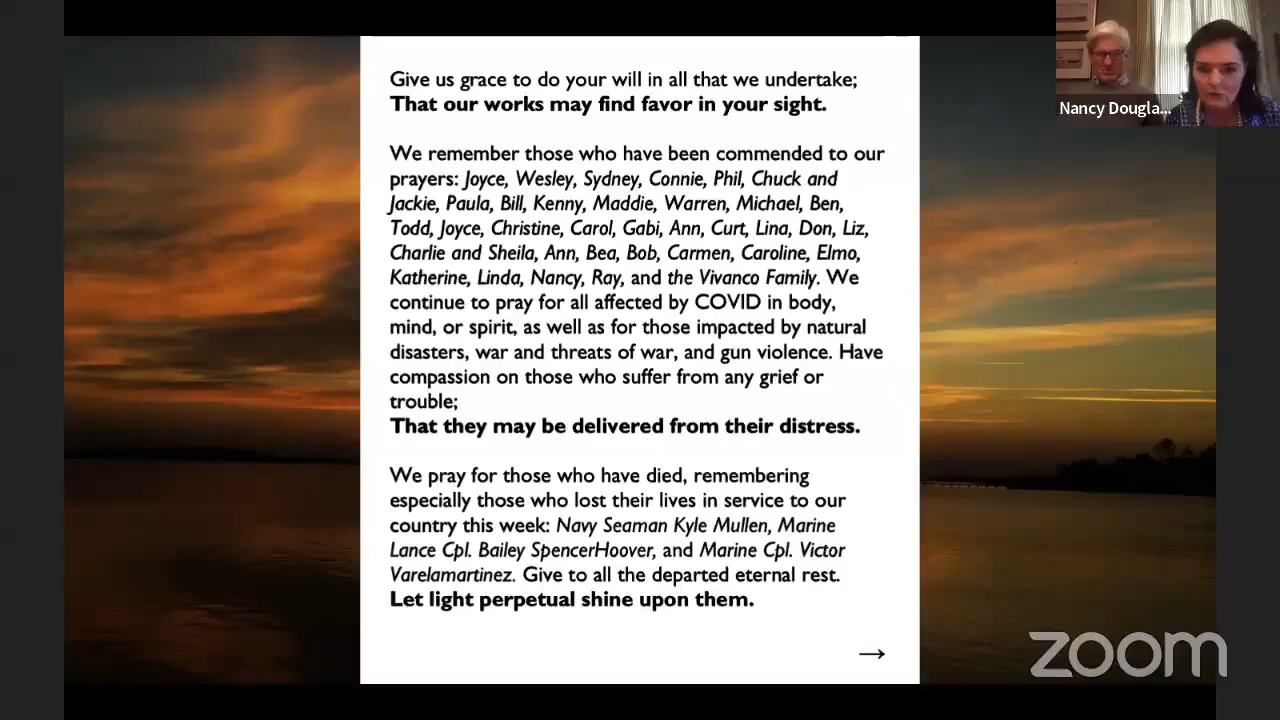 Give us grace to do your will in all that we undertake;
That our works may find favor in your sight.
We remember those who have been commended to our
prayers: Joyce, Wesley, Sydney, Connie, Phil, Chuck and
Jackie, Paula, Bill, Kenny, Maddie, Warren, Michael, Ben,
Todd, Joyce, Christine, Carol, Gabi, Ann, Curt, Lina, Don, Liz,
Charlie and Sheila, Ann, Bea, Bob, Carmen, Caroline, Elmo,
Katherine, Linda, Nancy, Ray, and the Vivanco Family. We
continue to pray for all affected by COVID in body,
mind, or spirit, as well as for those impacted by natural
disasters, war and threats of war, and gun violence. Have
compassion on those who suffer from any grief or
trouble;
That they may be delivered from their distress.
We pray for those who have died, remembering
especially those who lost their lives in service to our
country this week: Navy Seaman Kyle Mullen, Marine
Lance Cpl. Bailey SpencerHoover, and Marine Cpl. Victor
Varelamartinez. Give to all the departed eternal rest.
Let light perpetual shine upon them.
→
Nancy Dougla...
zoom